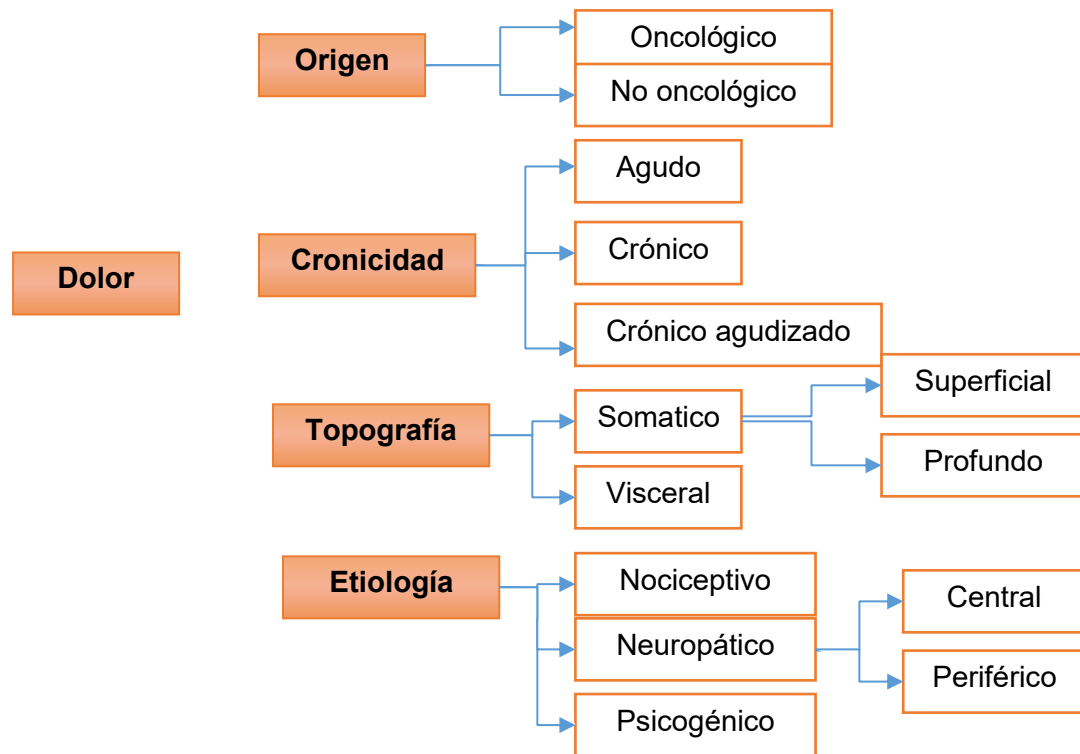 Dolor
Origen
Oncológico
No oncológico
Cronicidad
Agudo
Crónico
Crónico agudizado
Topografía
Somatico
Superficial
Profundo
Visceral
Etiología
Nociceptivo
Neuropático
Central
Periférico
Psicogénico